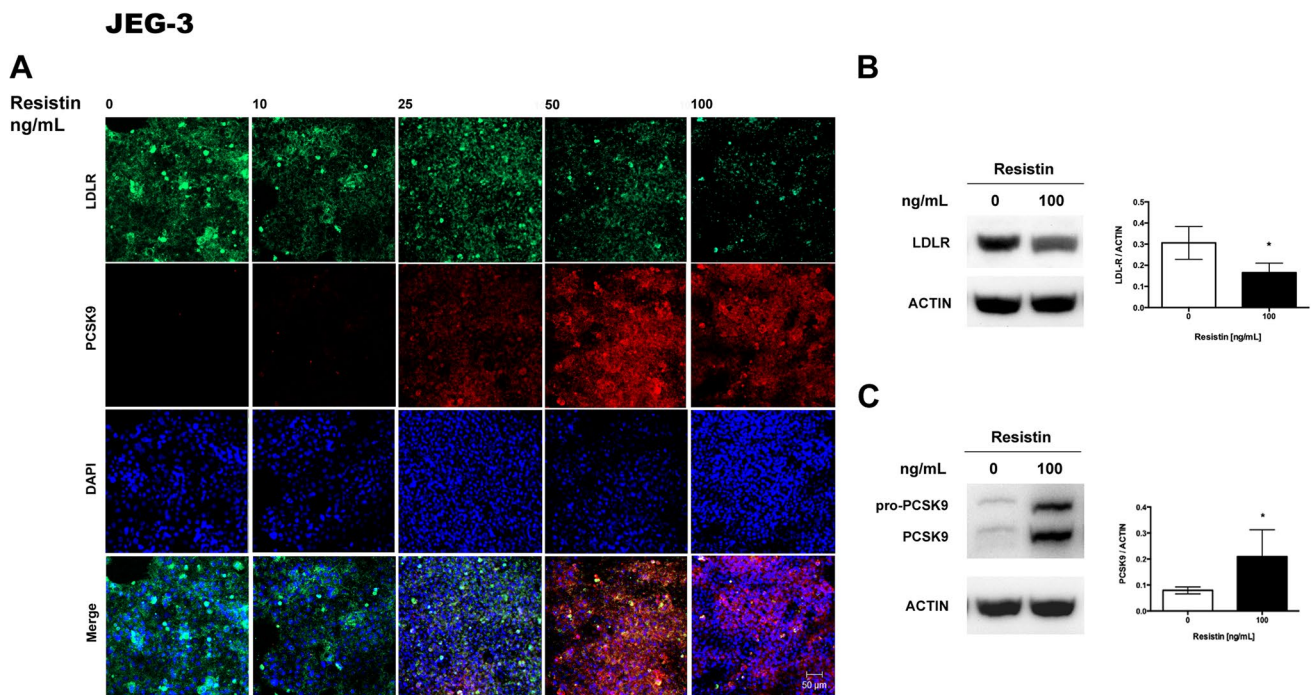 JEG-3
A
Resistin
ng/mL
0 10 25 50 100
LDLR
PCSK9
DAPI
Merge
50 µm
B
Resistin
ng/mL 0 100
LDLR
ACTIN
LDL-R / ACTIN
0.5
0.4
0.3
0.2
0.1
0.0
*
0 100
Resistin [ng/mL]
C
Resistin
ng/mL 0 100
pro-PCSK9
PCSK9
ACTIN
PCSK9 / ACTIN
0.4
0.3
0.2
0.1
0.0
*
0 100
Resistin [ng/mL]